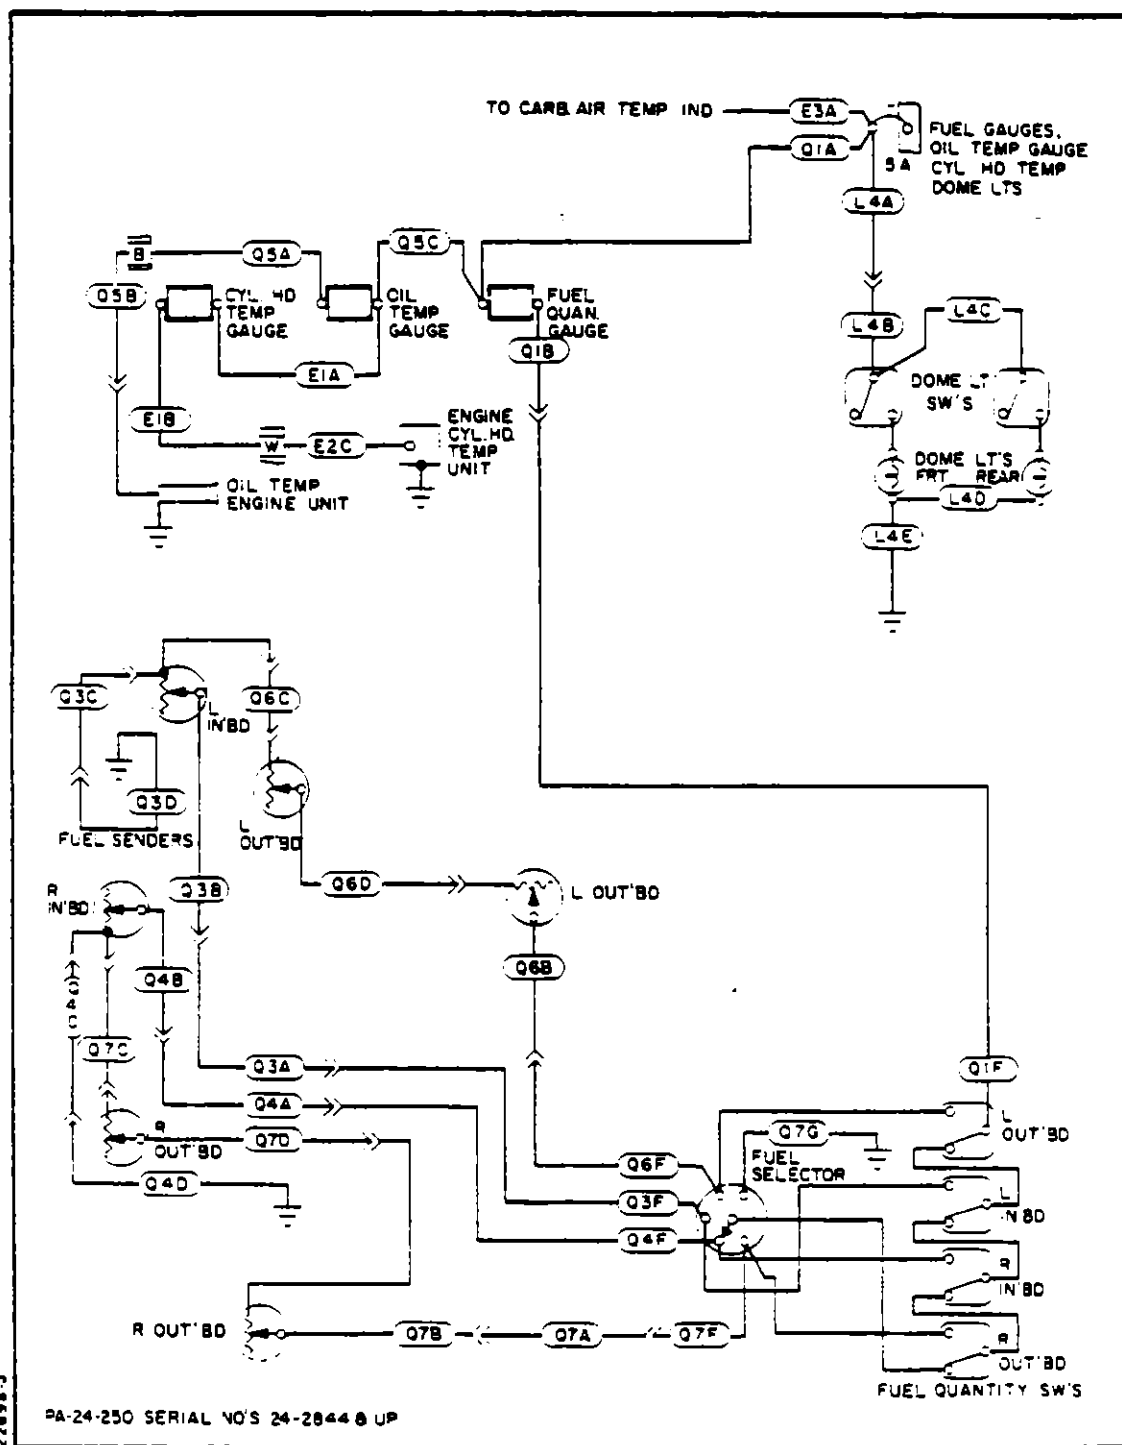 TO CARB. AIR TEMP IND
E3A
Q1A
5A
FUEL GAUGES,
OIL TEMP GAUGE
CYL HD TEMP
DOME LTS
L4A
B
Q5A
Q5C
Q5B
CYL. HD
TEMP
GAUGE
OIL
TEMP
GAUGE
FUEL
QUAN.
GAUGE
Q1B
L4B
L4C
E1A
DOME LT
SW'S
E1B
W
E2C
ENGINE
CYL. HD.
TEMP
UNIT
DOME LT'S
FRT
REAR
L4D
L4E
OIL TEMP
ENGINE UNIT
Q3C
L
IN'BD
Q6C
Q3D
FUEL SENDERS
L
OUT'BD
R
IN'BD
Q3B
Q6D
L OUT'BD
Q4B
Q6B
Q4C
Q7C
Q3A
Q4A
Q1F
R
OUT'BD
Q7D
Q7G
L
OUT'BD
Q4D
Q6F
FUEL
SELECTOR
Q3F
L
IN'BD
Q4F
R
IN'BD
R OUT'BD
Q7B
Q7A
Q7F
R
OUT'BD
FUEL QUANTITY SW'S
PA-24-250 SERIAL NO'S 24-2844 & UP